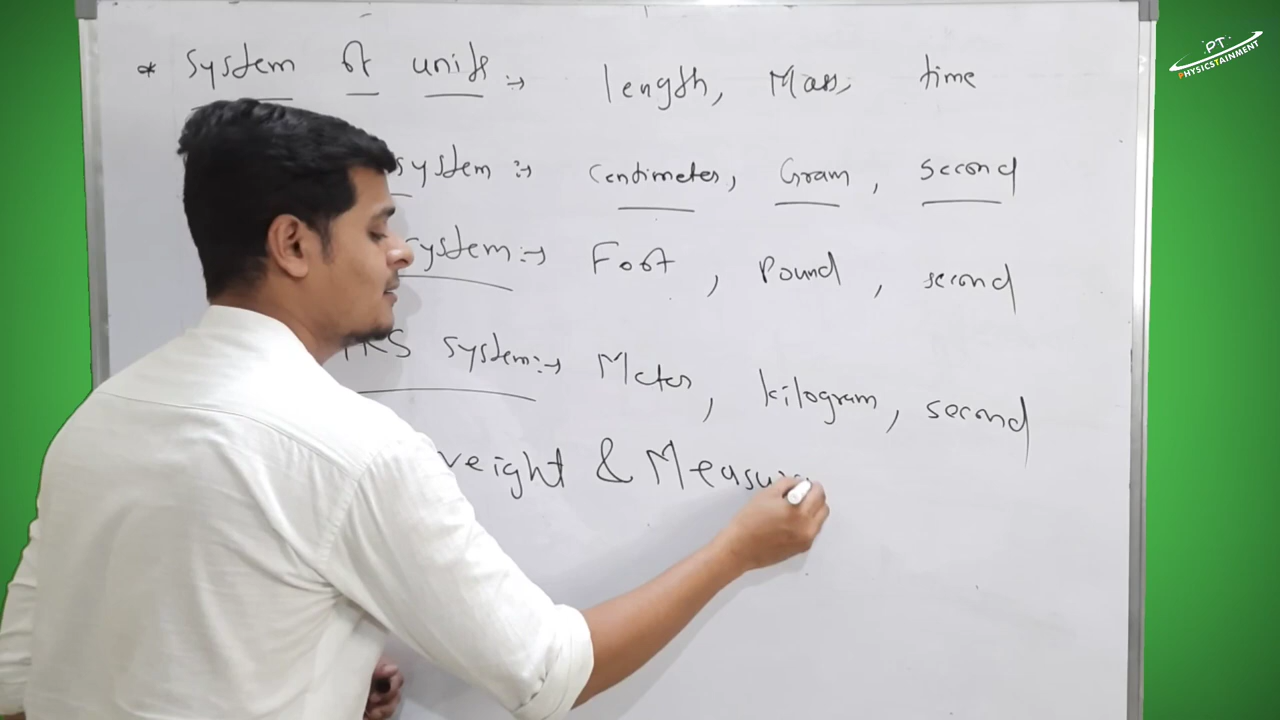 * System of units :→ length, Mass, time
system :→ Centimeter, Gram, second
system :→ Foot, Pound, second
MKS system :→ Meter, kilogram, second
weight & Measur
PT
PHYSICSTAINMENT